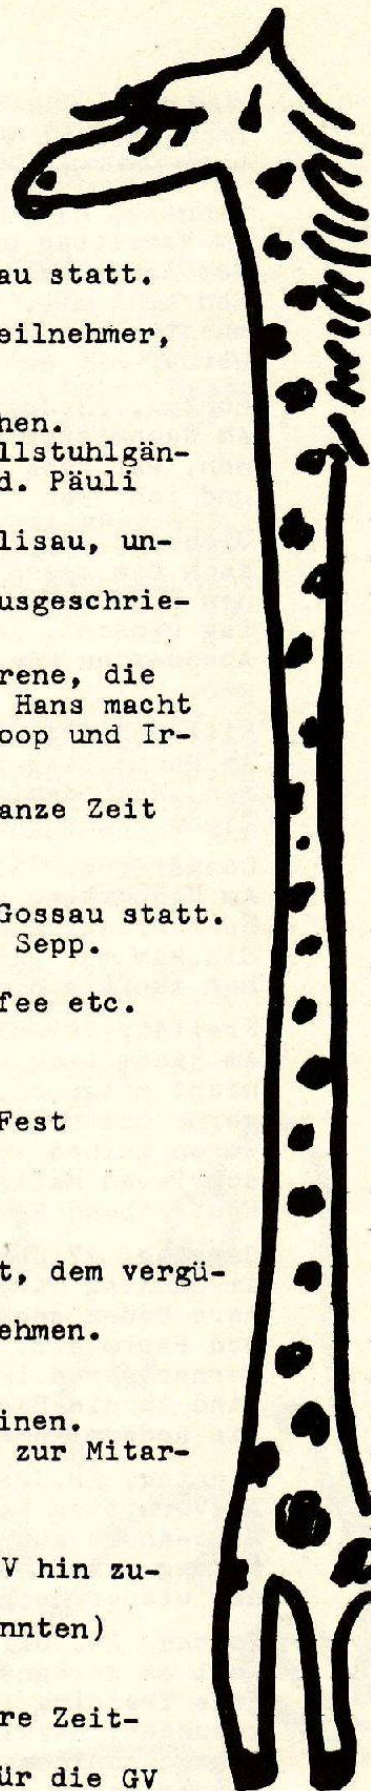 au statt.
eilnehmer,
hen.
llstuhlgän-
d. Päuli
lisau, un-
usgeschrie-
rene, die
Hans macht
oop und Ir-
anze Zeit
Gossau statt.
Sepp.
fee etc.
Fest
t, dem vergü-
ehmen.
inen.
zur Mitar-
V hin zu-
nnten)
re Zeit-
ür die GV